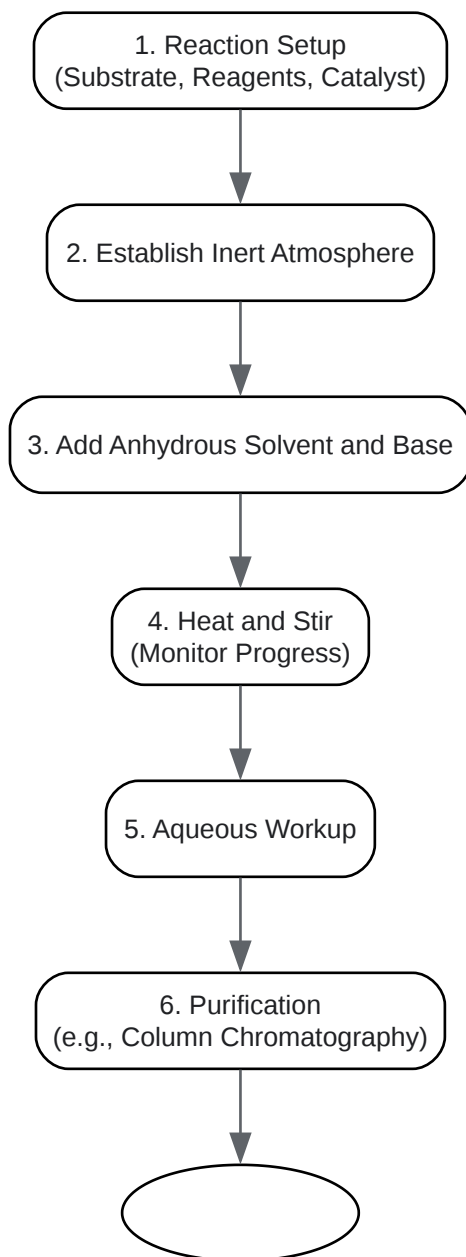 1. Reaction Setup
(Substrate, Reagents, Catalyst)
2. Establish Inert Atmosphere
3. Add Anhydrous Solvent and Base
4. Heat and Stir
(Monitor Progress)
5. Aqueous Workup
6. Purification
(e.g., Column Chromatography)